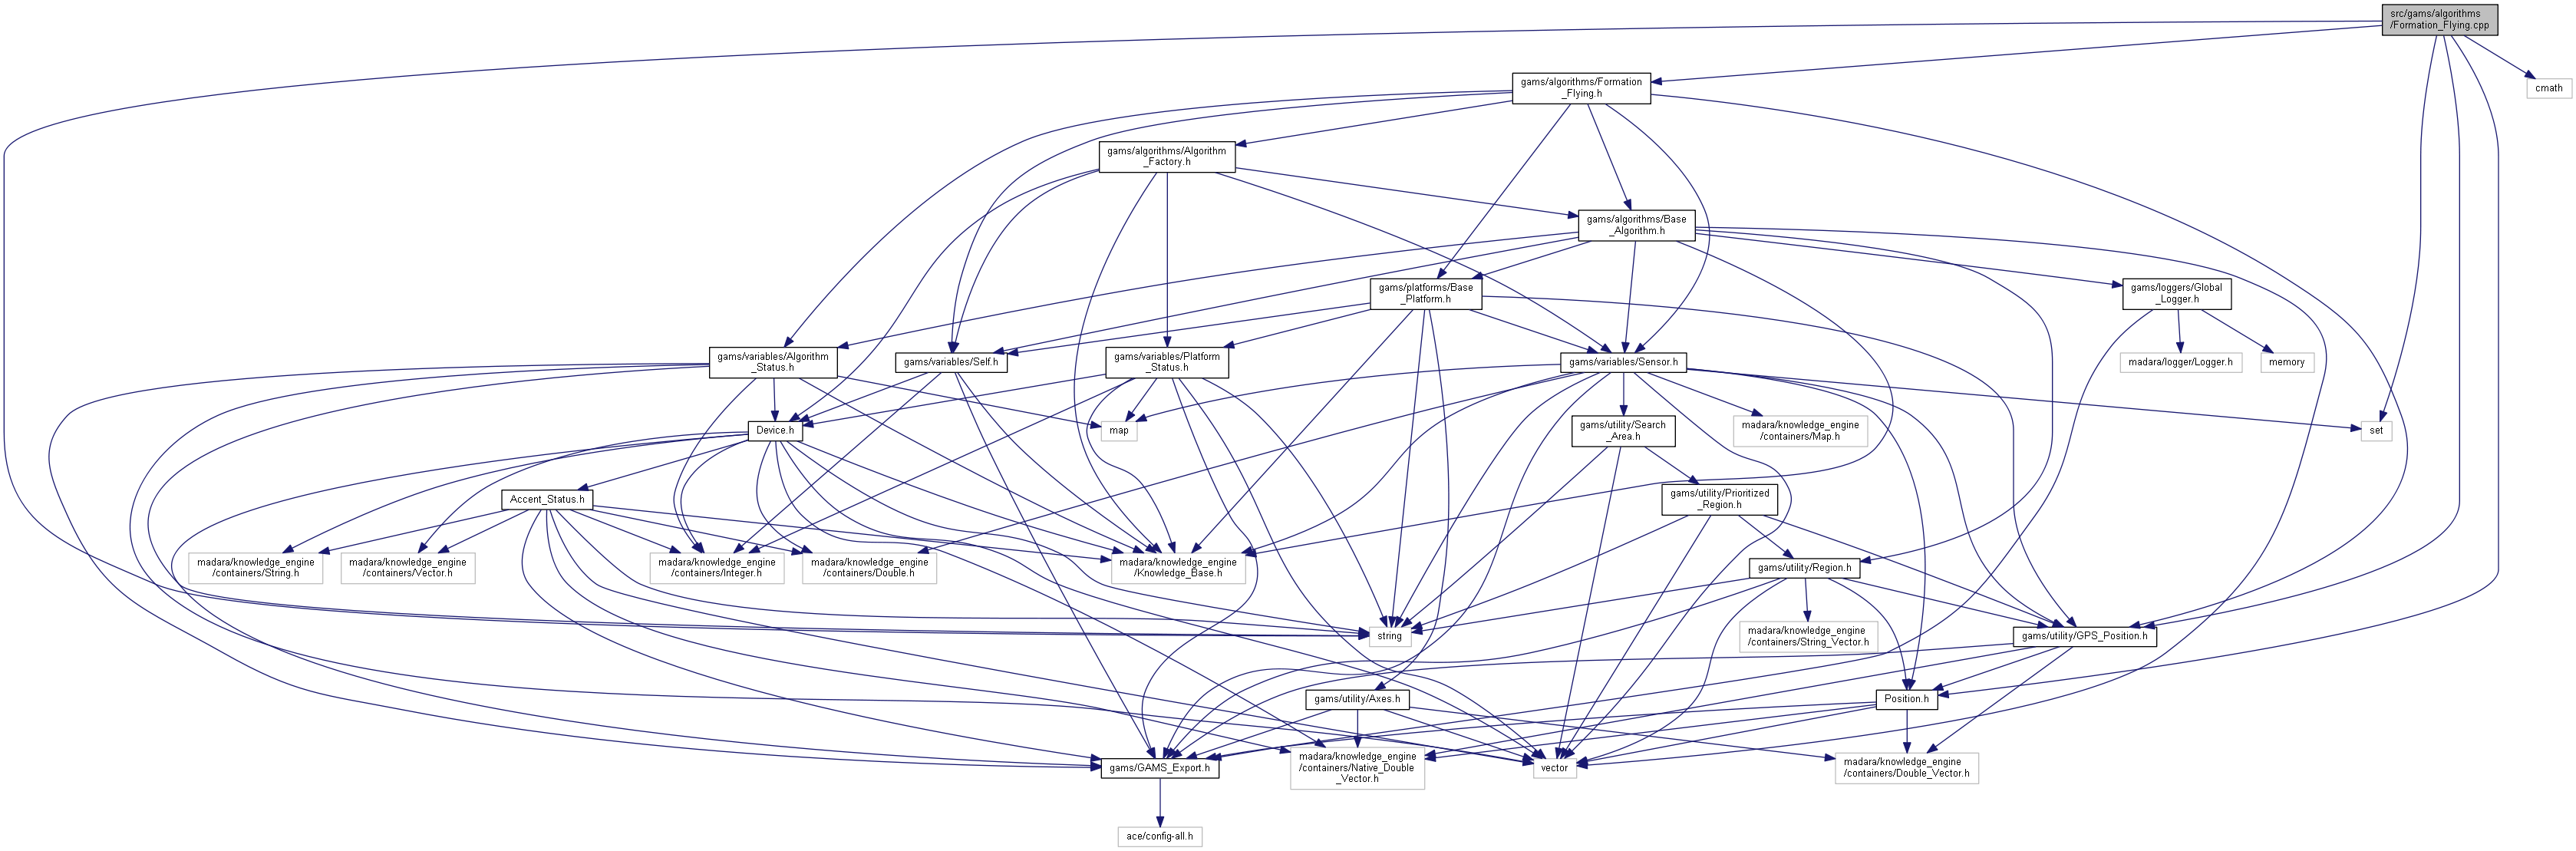 src/gams/algorithms
/Formation_Flying.cpp
gams/algorithms/Formation
_Flying.h
cmath
gams/algorithms/Algorithm
_Factory.h
gams/algorithms/Base
_Algorithm.h
gams/platforms/Base
_Platform.h
gams/loggers/Global
_Logger.h
gams/variables/Algorithm
_Status.h
gams/variables/Self.h
gams/variables/Platform
_Status.h
gams/variables/Sensor.h
madara/logger/Logger.h
memory
Device.h
map
gams/utility/Search
_Area.h
madara/knowledge_engine
/containers/Map.h
set
Accent_Status.h
gams/utility/Prioritized
_Region.h
madara/knowledge_engine
/containers/String.h
madara/knowledge_engine
/containers/Vector.h
madara/knowledge_engine
/containers/Integer.h
madara/knowledge_engine
/containers/Double.h
madara/knowledge_engine
/Knowledge_Base.h
gams/utility/Region.h
string
madara/knowledge_engine
/containers/String_Vector.h
gams/utility/GPS_Position.h
gams/utility/Axes.h
Position.h
gams/GAMS_Export.h
madara/knowledge_engine
/containers/Native_Double
_Vector.h
vector
madara/knowledge_engine
/containers/Double_Vector.h
ace/config-all.h